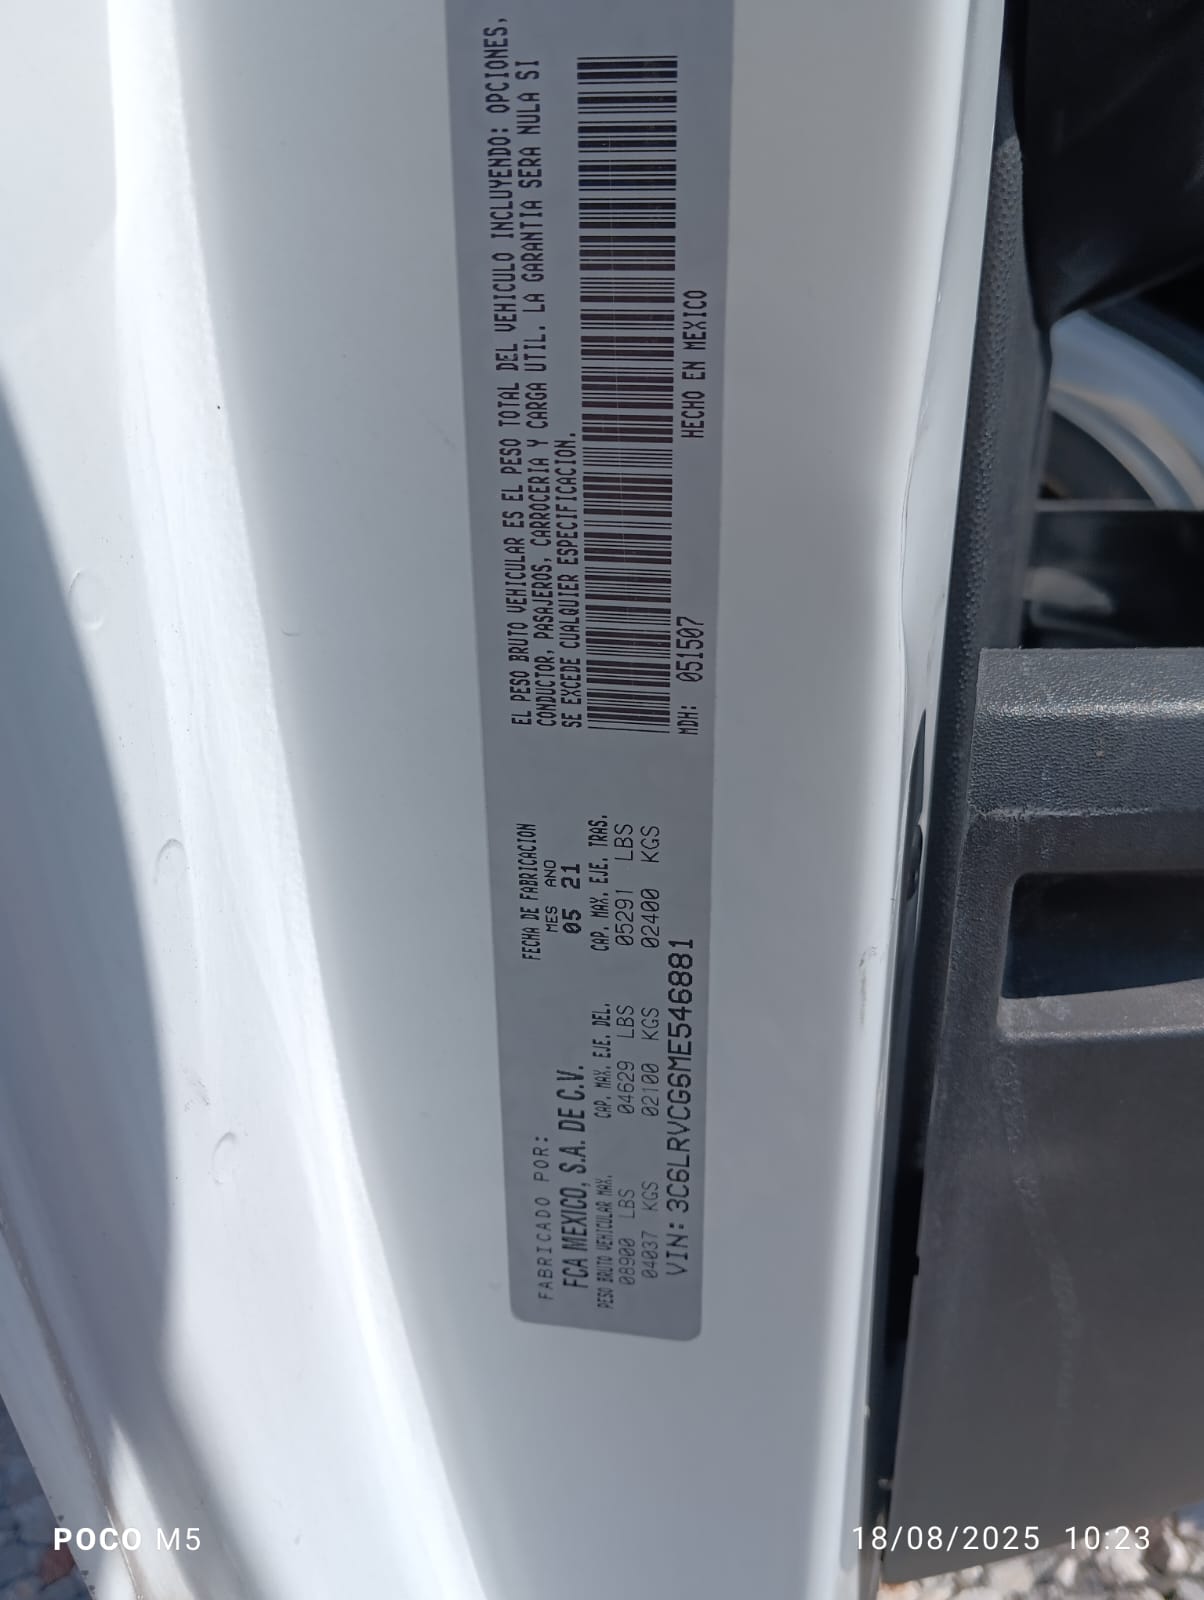 FABRICADO POR:
FCA MEXICO, S.A. DE C.V.
FECHA DE FABRICACION
MES ANO
05 21
PESO BRUTO VEHICULAR MAX.
08900 LBS
04037 KGS
CAP. MAX. EJE. DEL.
04629 LBS
02100 KGS
CAP. MAX. EJE. TRAS.
05291 LBS
02400 KGS
VIN: 3C6LRVCG6ME546881
EL PESO BRUTO VEHICULAR ES EL PESO TOTAL DEL VEHICULO INCLUYENDO: OPCIONES,
CONDUCTOR, PASAJEROS, CARROCERIA Y CARGA UTIL. LA GARANTIA SERA NULA SI
SE EXCEDE CUALQUIER ESPECIFICACION.
MDH: 051507
HECHO EN MEXICO
POCO M5
18/08/2025 10:23